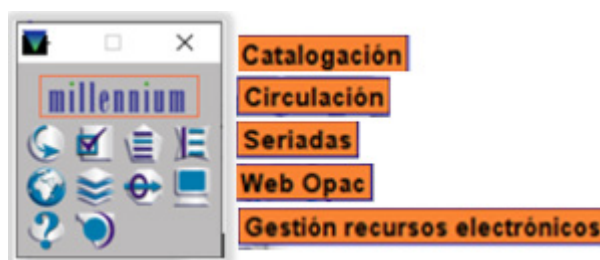 millennium
Catalogación
Circulación
Seriadas
Web Opac
Gestión recursos electrónicos